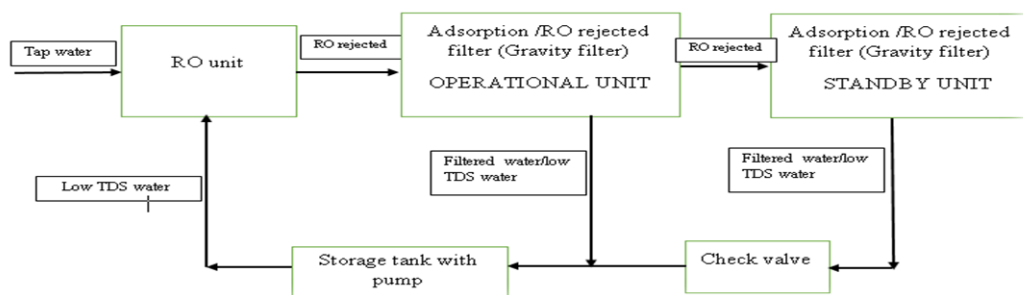 Tap water
RO unit
RO rejected
Adsorption /RO rejected
filter (Gravity filter)
OPERATIONAL UNIT
RO rejected
Adsorption /RO rejected
filter (Gravity filter)
STANDBY UNIT
Low TDS water
Filtered water/low
TDS water
Filtered water/low
TDS water
Storage tank with
pump
Check valve